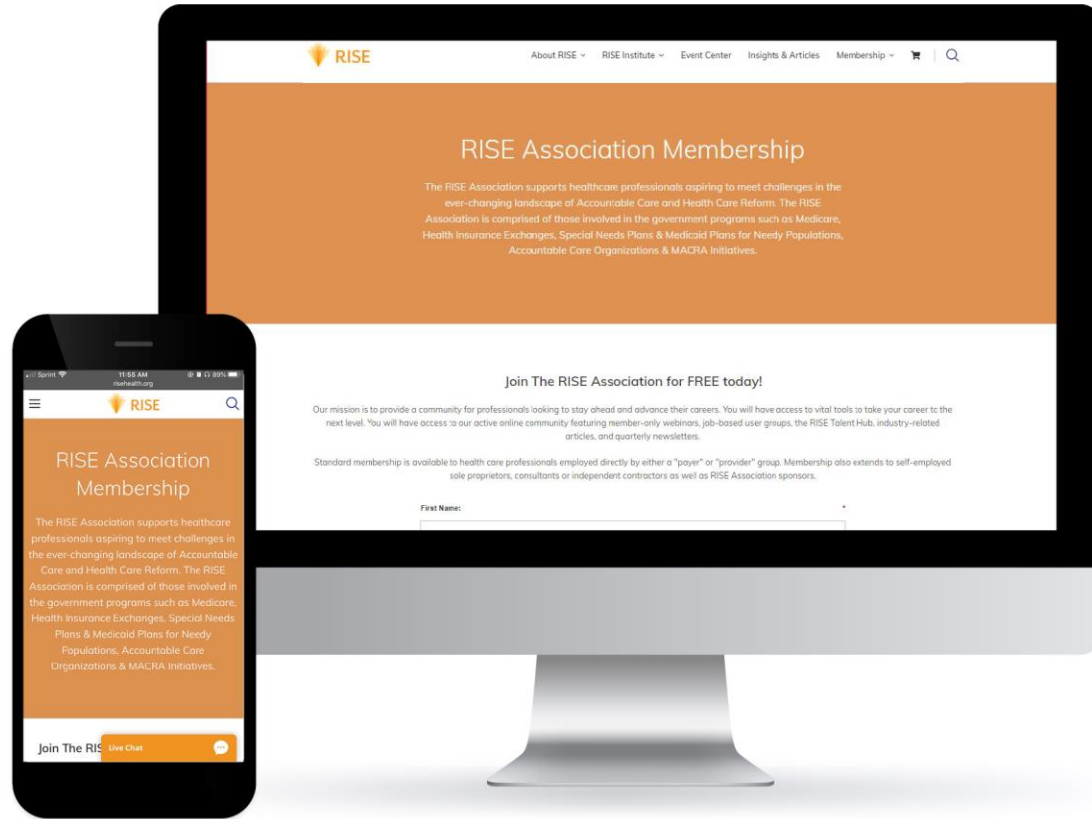 RISE
About RISE RISE Institute Event Center Insights & Articles Membership
RISE Association Membership
The RISE Association supports healthcare professionals aspiring to meet challenges in the
ever-changing landscape of Accountable Care and Health Care Reform. The RISE
Association is comprised of those involved in the government programs such as Medicare,
Health Insurance Exchanges, Special Needs Plans & Medicaid Plans for Needy Populations,
Accountable Care Organizations & MACRA Initiatives.
Join The RISE Association for FREE today!
Our mission is to provide a community for professionals looking to stay ahead and advance their careers. You will have access to vital tools to take your career to the
next level. You will have access to our active online community featuring member-only webinars, job-based user groups, the RISE Talent Hub, industry-related
articles, and quarterly newsletters.
Standard membership is available to health care professionals employed directly by either a "payer" or "provider" group. Membership also extends to self-employed
sole proprietors, consultants or independent contractors as well as RISE Association sponsors.
First Name: *
Sprint 11:55 AM 89%
risehealth.org
RISE
RISE Association
Membership
The RISE Association supports healthcare
professionals aspiring to meet challenges in
the ever-changing landscape of Accountable
Care and Health Care Reform. The RISE
Association is comprised of those involved in
the government programs such as Medicare,
Health Insurance Exchanges, Special Needs
Plans & Medicaid Plans for Needy
Populations, Accountable Care
Organizations & MACRA Initiatives.
Join The RIS
Live Chat